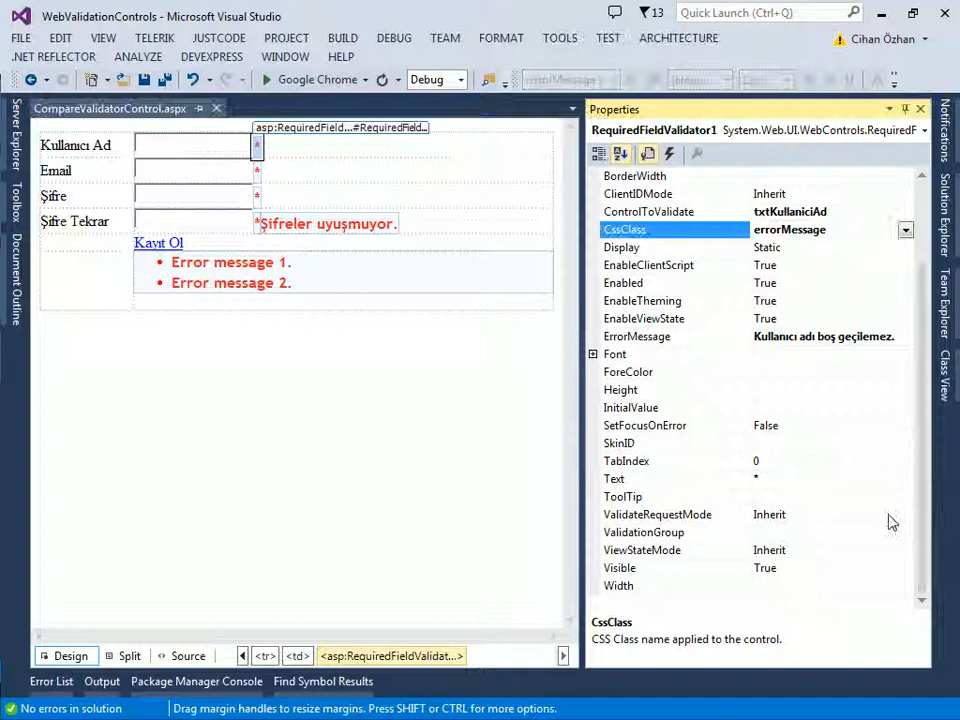 WebValidationControls - Microsoft Visual Studio
13
Quick Launch (Ctrl+Q)
FILE EDIT VIEW TELERIK JUSTCODE PROJECT BUILD DEBUG TEAM FORMAT TOOLS TEST ARCHITECTURE
Cihan Özhan
.NET REFLECTOR ANALYZE DEVEXPRESS WINDOW HELP
Google Chrome
Debug
CompareValidatorControl.aspx
Server Explorer
Toolbox
Document Outline
asp:RequiredField...#RequiredField...
Kullanıcı Ad
*
Email
*
Şifre
*
Şifre Tekrar
*Şifreler uyuşmuyor.
Kayıt Ol
• Error message 1.
• Error message 2.
Design
Split
Source
<tr>
<td>
<asp:RequiredFieldValidat...>
Properties
RequiredFieldValidator1 System.Web.UI.WebControls.RequiredF
BorderWidth
ClientIDMode Inherit
ControlToValidate txtKullaniciAd
CssClass errorMessage
Display Static
EnableClientScript True
Enabled True
EnableTheming True
EnableViewState True
ErrorMessage Kullanıcı adı boş geçilemez.
Font
ForeColor
Height
InitialValue
SetFocusOnError False
SkinID
TabIndex 0
Text *
ToolTip
ValidateRequestMode Inherit
ValidationGroup
ViewStateMode Inherit
Visible True
Width
CssClass
CSS Class name applied to the control.
Notifications
Solution Explorer
Team Explorer
Class View
Error List Output Package Manager Console Find Symbol Results
No errors in solution
Drag margin handles to resize margins. Press SHIFT or CTRL for more options.